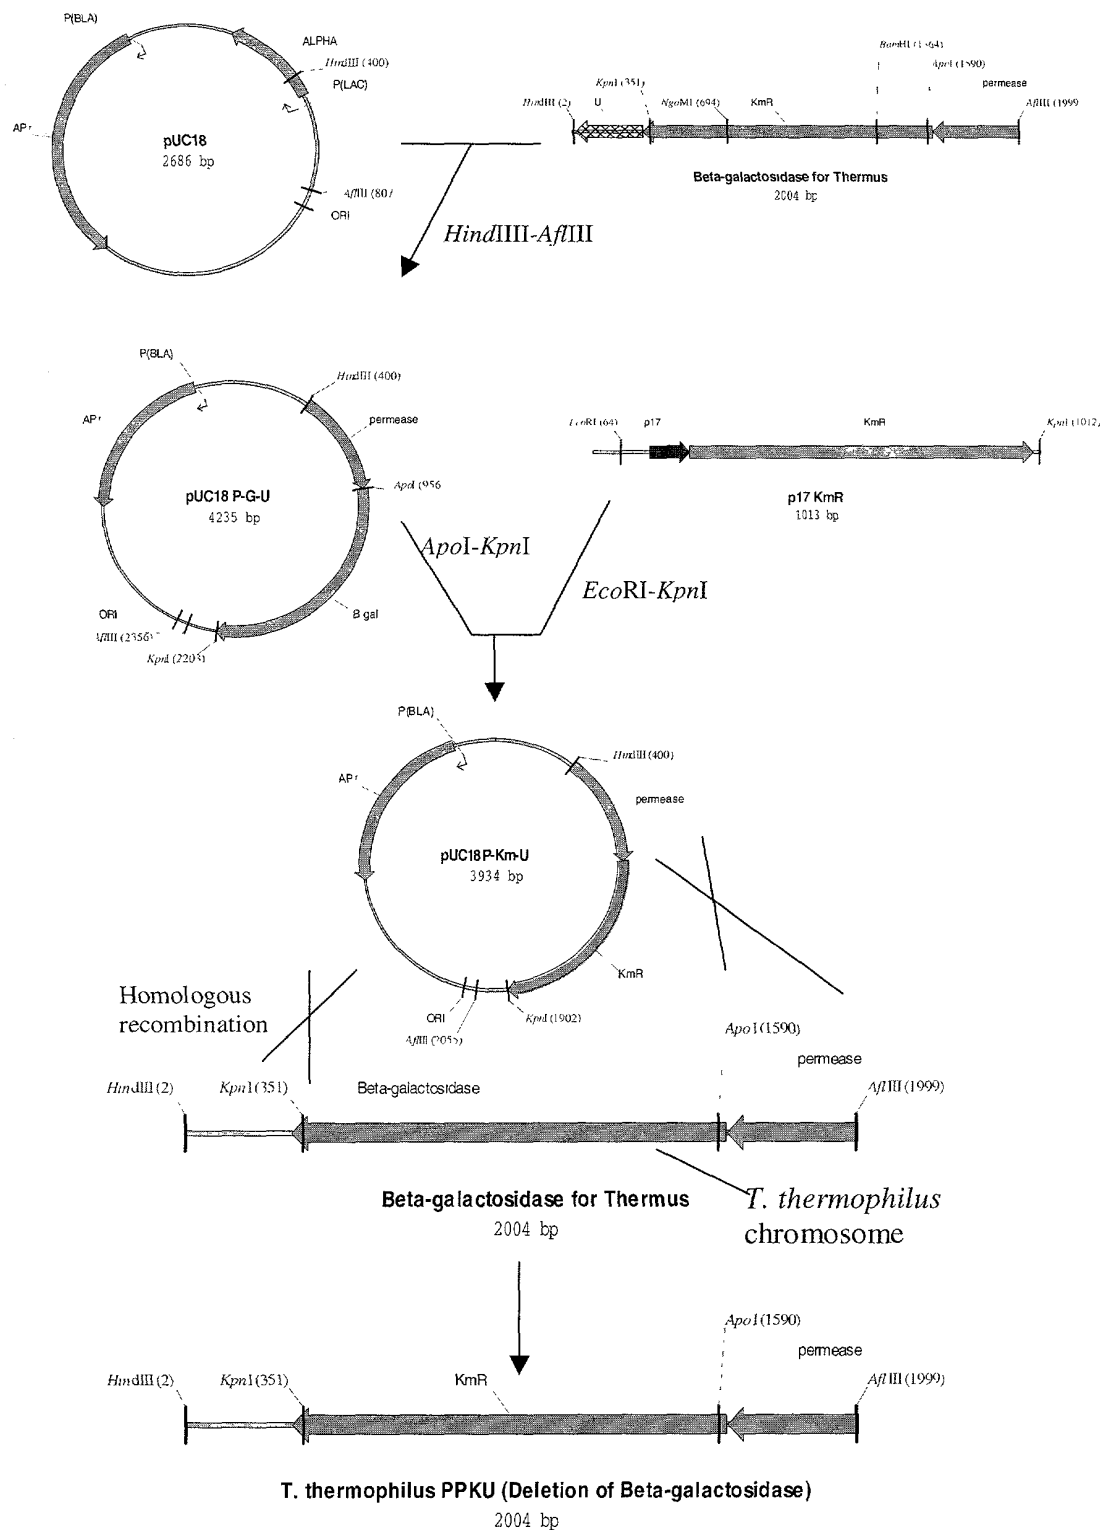 P(BLA)
ALPHA
HindIII (400)
P(LAC)
APr
pUC18
2686 bp
AflIII (807
ORI
BamHI (1364)
KpnI (351)
ApoI (1590)
permease
HindIII (2)
U
NgoMI (694)
KmR
AflIII (1999
Beta-galactosidase for Thermus
2004 bp
HindIIII-AflIII
P(BLA)
HindIII (400)
APr
permease
EcoRI (64)
p17
KmR
KpnI (1012)
ApoI (956
pUC18 P-G-U
4235 bp
p17 KmR
1013 bp
ApoI-KpnI
EcoRI-KpnI
ORI
B gal
AflIII (2356)
KpnI (2203)
P(BLA)
HindIII (400)
APr
permease
pUC18P-Km-U
3934 bp
KmR
Homologous
recombination
ORI
KpnI (1902)
AflIII (2055)
ApoI (1590)
permease
HindIII (2)
KpnI (351)
Beta-galactosidase
AflIII (1999)
Beta-galactosidase for Thermus
2004 bp
T. thermophilus
chromosome
ApoI (1590)
permease
HindIII (2)
KpnI (351)
KmR
AflIII (1999)
T. thermophilus PPKU (Deletion of Beta-galactosidase)
2004 bp